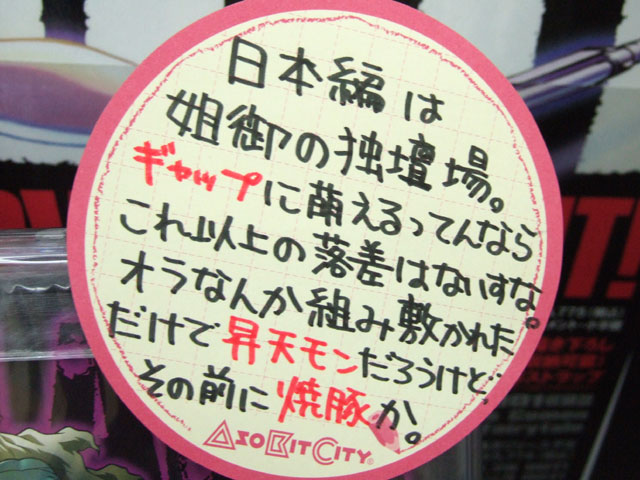 日本編は
姐御の独壇場。
ギャップに萌えるってんなら
これ以上の落差はないすな。
オラなんか組み敷かれた
だけで昇天モンだろうけど、
その前に焼豚か。
ASOBITCITY